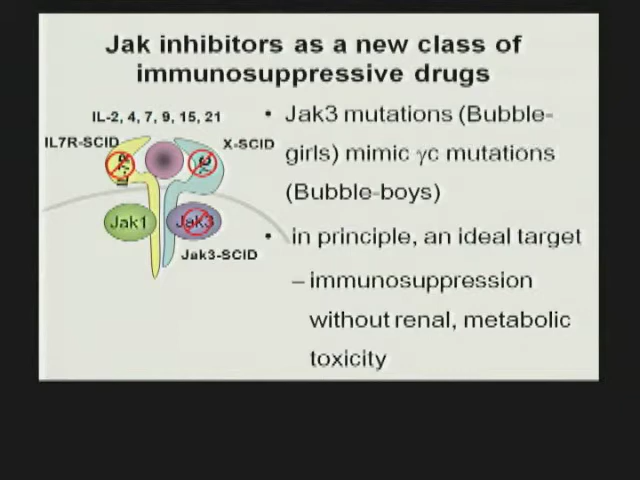 Jak inhibitors as a new class of
immunosuppressive drugs
IL-2, 4, 7, 9, 15, 21
IL7R-SCID
X-SCID
Jak1
Jak3
Jak3-SCID
• Jak3 mutations (Bubble-
girls) mimic γc mutations
(Bubble-boys)
• in principle, an ideal target
– immunosuppression
without renal, metabolic
toxicity